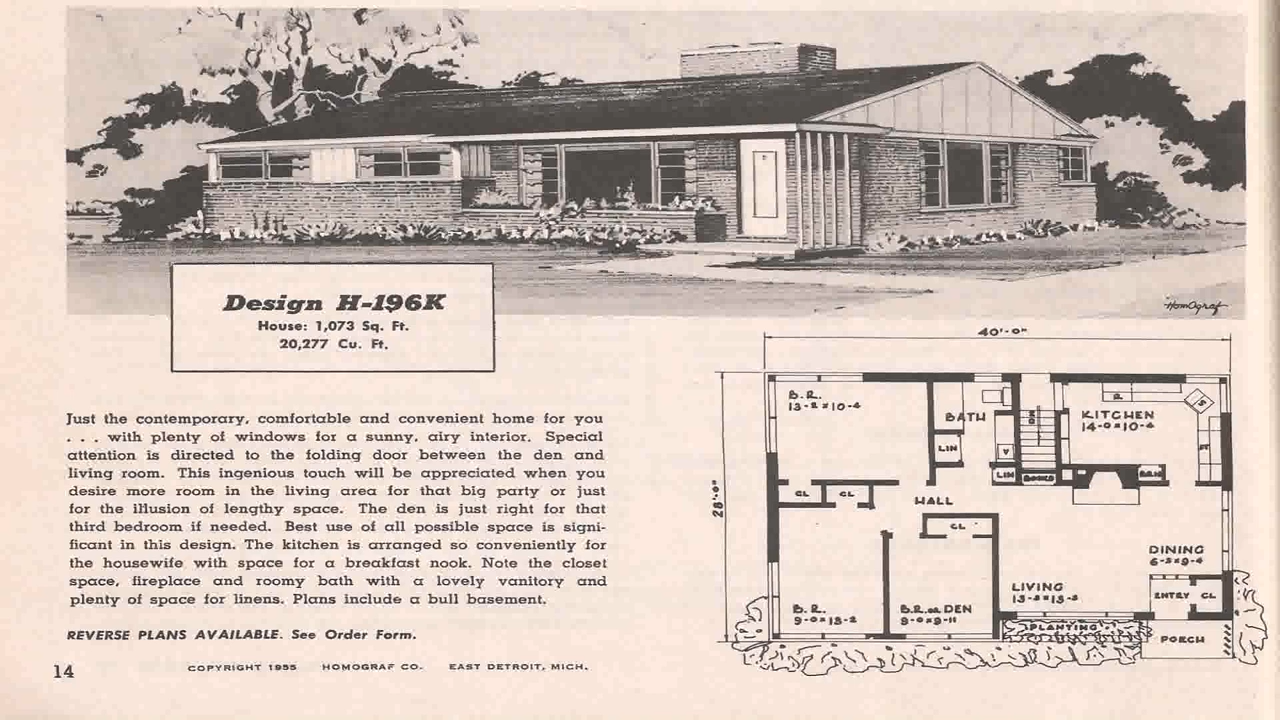 HomOgraf
Design H-196K
House: 1,073 Sq. Ft.
20,277 Cu. Ft.
Just the contemporary, comfortable and convenient home for you
. . . with plenty of windows for a sunny, airy interior. Special
attention is directed to the folding door between the den and
living room. This ingenious touch will be appreciated when you
desire more room in the living area for that big party or just
for the illusion of lengthy space. The den is just right for that
third bedroom if needed. Best use of all possible space is signi-
ficant in this design. The kitchen is arranged so conveniently for
the housewife with space for a breakfast nook. Note the closet
space, fireplace and roomy bath with a lovely vanitory and
plenty of space for linens. Plans include a bull basement.
REVERSE PLANS AVAILABLE. See Order Form.
14 COPYRIGHT 1955 HOMOGRAF CO. EAST DETROIT, MICH.
40'-0"
28'-0"
B.R.
13-2 x 10-4
BATH
LIN
V
LIN
BOOKS
DN
R
S
KITCHEN
14-0 x 10-4
CL
CL
HALL
CL
DINING
6-3 x 9-4
LIVING
B.R.
9-0 x 13-2
B.R. or DEN
9-0 x 9-11
ENTRY
CL
PLANTING
PORCH